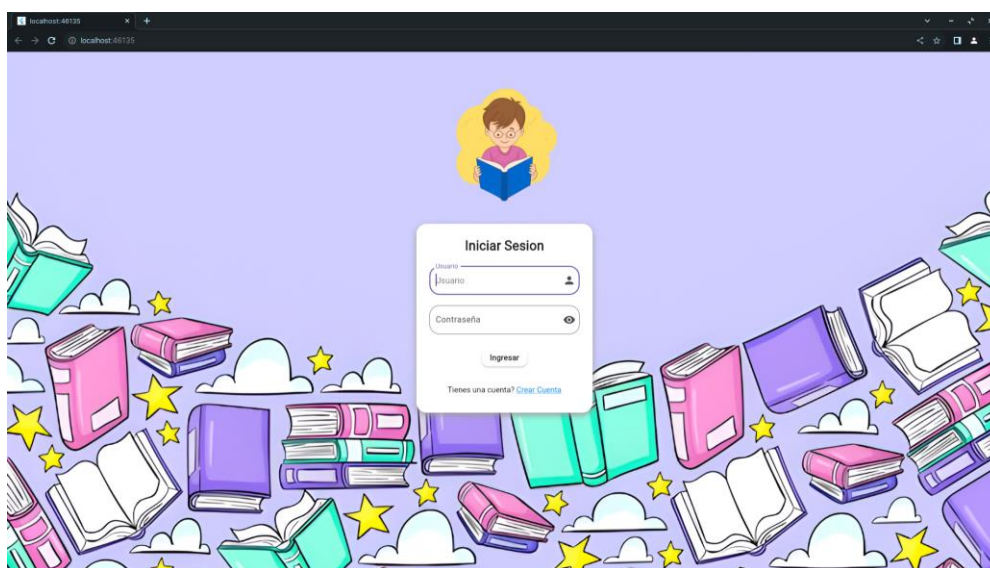 localhost:46135
localhost:46135
Iniciar Sesion
Usuario
Usuario
Contraseña
Ingresar
Tienes una cuenta? Crear Cuenta